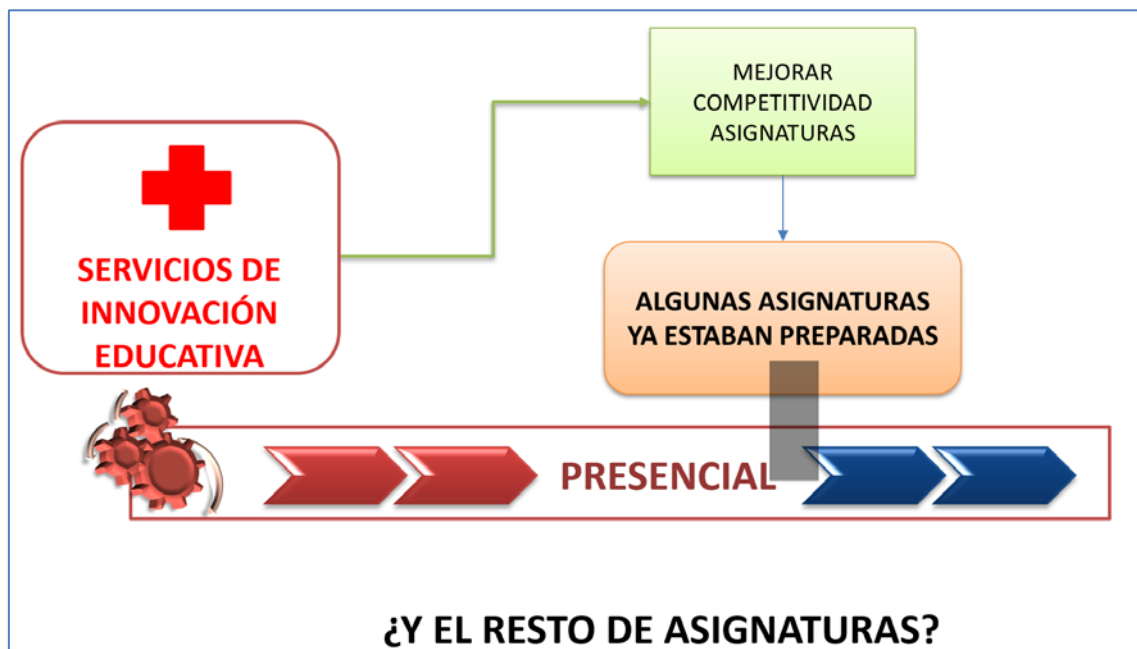 MEJORAR
COMPETITIVIDAD
ASIGNATURAS
SERVICIOS DE
INNOVACIÓN
EDUCATIVA
ALGUNAS ASIGNATURAS
YA ESTABAN PREPARADAS
PRESENCIAL
¿Y EL RESTO DE ASIGNATURAS?